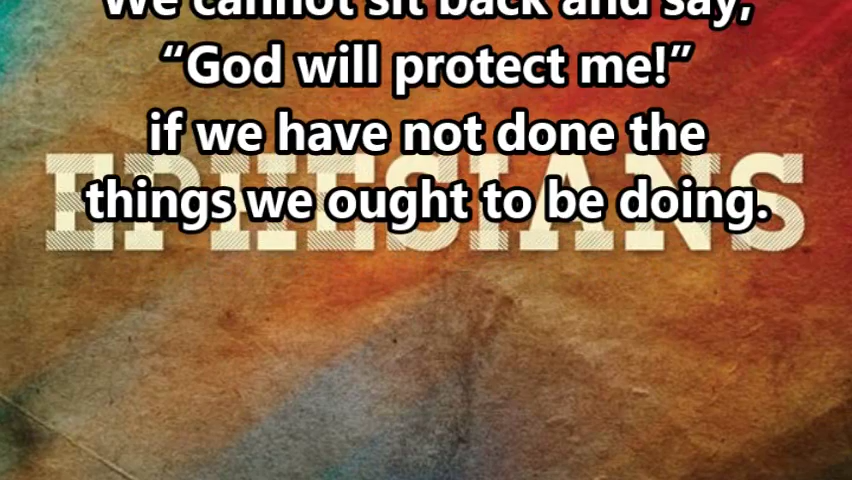 We cannot sit back and say,
“God will protect me!”
if we have not done the
things we ought to be doing.
EPHESIANS